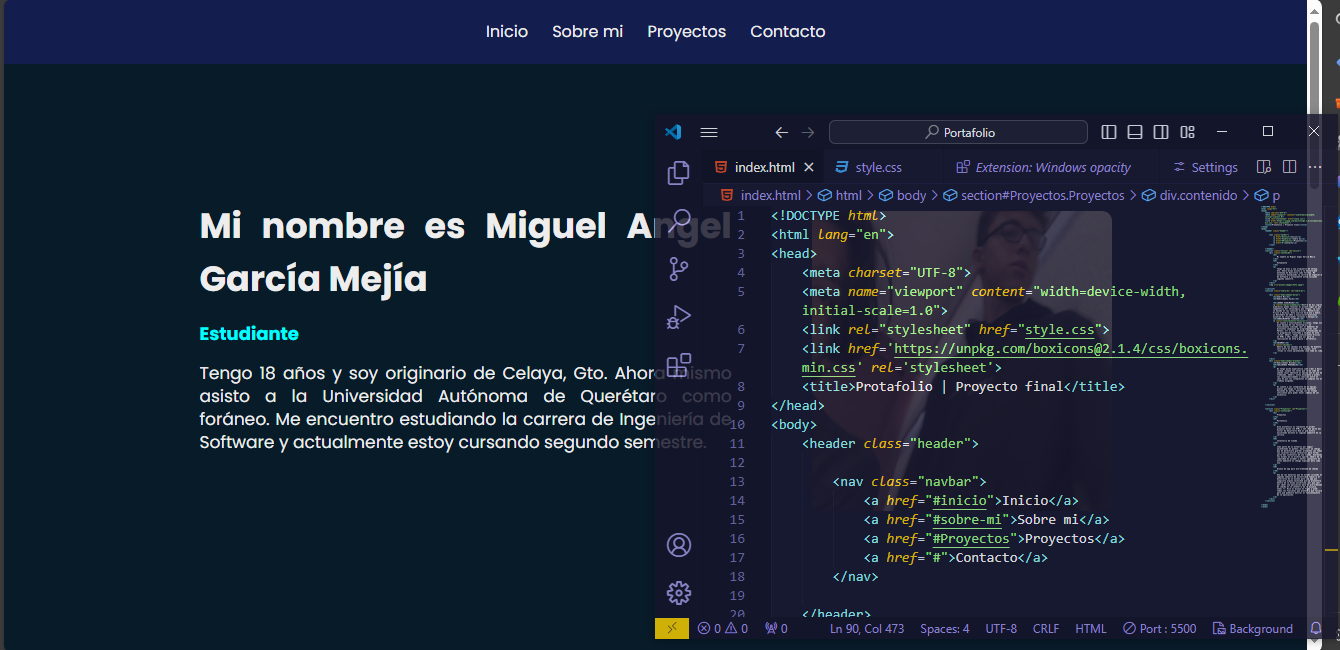 Inicio Sobre mi Proyectos Contacto
Mi nombre es Miguel Angel
García Mejía
Estudiante
Tengo 18 años y soy originario de Celaya, Gto. Ahora mismo
asisto a la Universidad Autónoma de Querétaro como
foráneo. Me encuentro estudiando la carrera de Ingeniería de
Software y actualmente estoy cursando segundo semestre.
Portafolio
index.html style.css Extension: Windows opacity Settings
index.html > html > body > section#Proyectos.Proyectos > div.contenido > p
1 <!DOCTYPE html>
2 <html lang="en">
3 <head>
4 <meta charset="UTF-8">
5 <meta name="viewport" content="width=device-width,
initial-scale=1.0">
6 <link rel="stylesheet" href="style.css">
7 <link href='https://unpkg.com/boxicons@2.1.4/css/boxicons.
min.css' rel='stylesheet'>
8 <title>Protafolio | Proyecto final</title>
9 </head>
10 <body>
11 <header class="header">
12
13 <nav class="navbar">
14 <a href="#inicio">Inicio</a>
15 <a href="#sobre-mi">Sobre mi</a>
16 <a href="#Proyectos">Proyectos</a>
17 <a href="#">Contacto</a>
18 </nav>
19
20 </header>
0 0 0 Ln 90, Col 473 Spaces: 4 UTF-8 CRLF HTML Port : 5500 Background